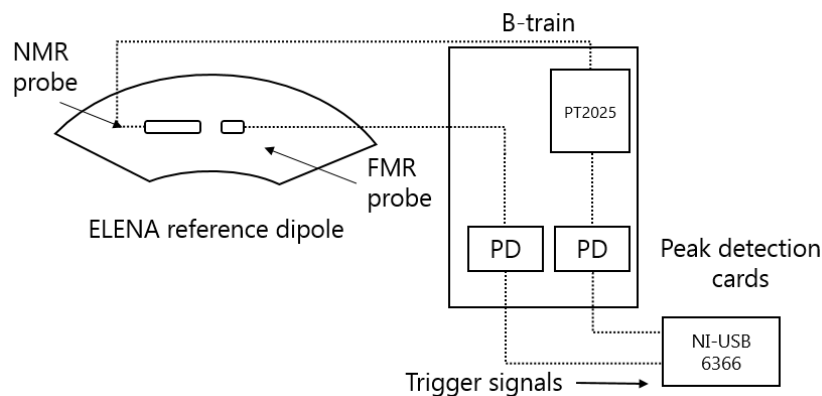 B-train
NMR
probe
PT2025
FMR
probe
ELENA reference dipole
PD
PD
Peak detection
cards
NI-USB
6366
Trigger signals